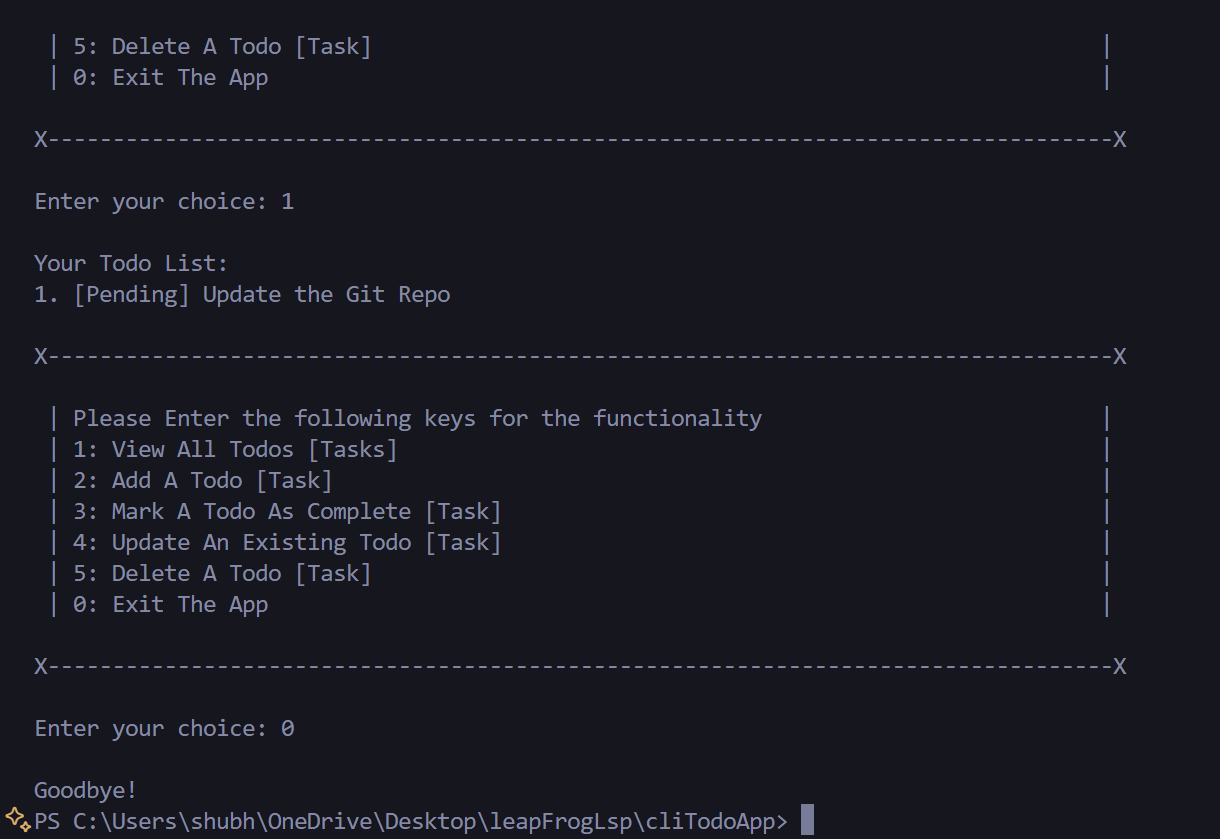 | 5: Delete A Todo [Task] |
| 0: Exit The App |
X----------------------------------------------------------------------------------X
Enter your choice: 1
Your Todo List:
1. [Pending] Update the Git Repo
X----------------------------------------------------------------------------------X
| Please Enter the following keys for the functionality |
| 1: View All Todos [Tasks] |
| 2: Add A Todo [Task] |
| 3: Mark A Todo As Complete [Task] |
| 4: Update An Existing Todo [Task] |
| 5: Delete A Todo [Task] |
| 0: Exit The App |
X----------------------------------------------------------------------------------X
Enter your choice: 0
Goodbye!
PS C:\Users\shubh\OneDrive\Desktop\leapFrogLsp\cliTodoApp>